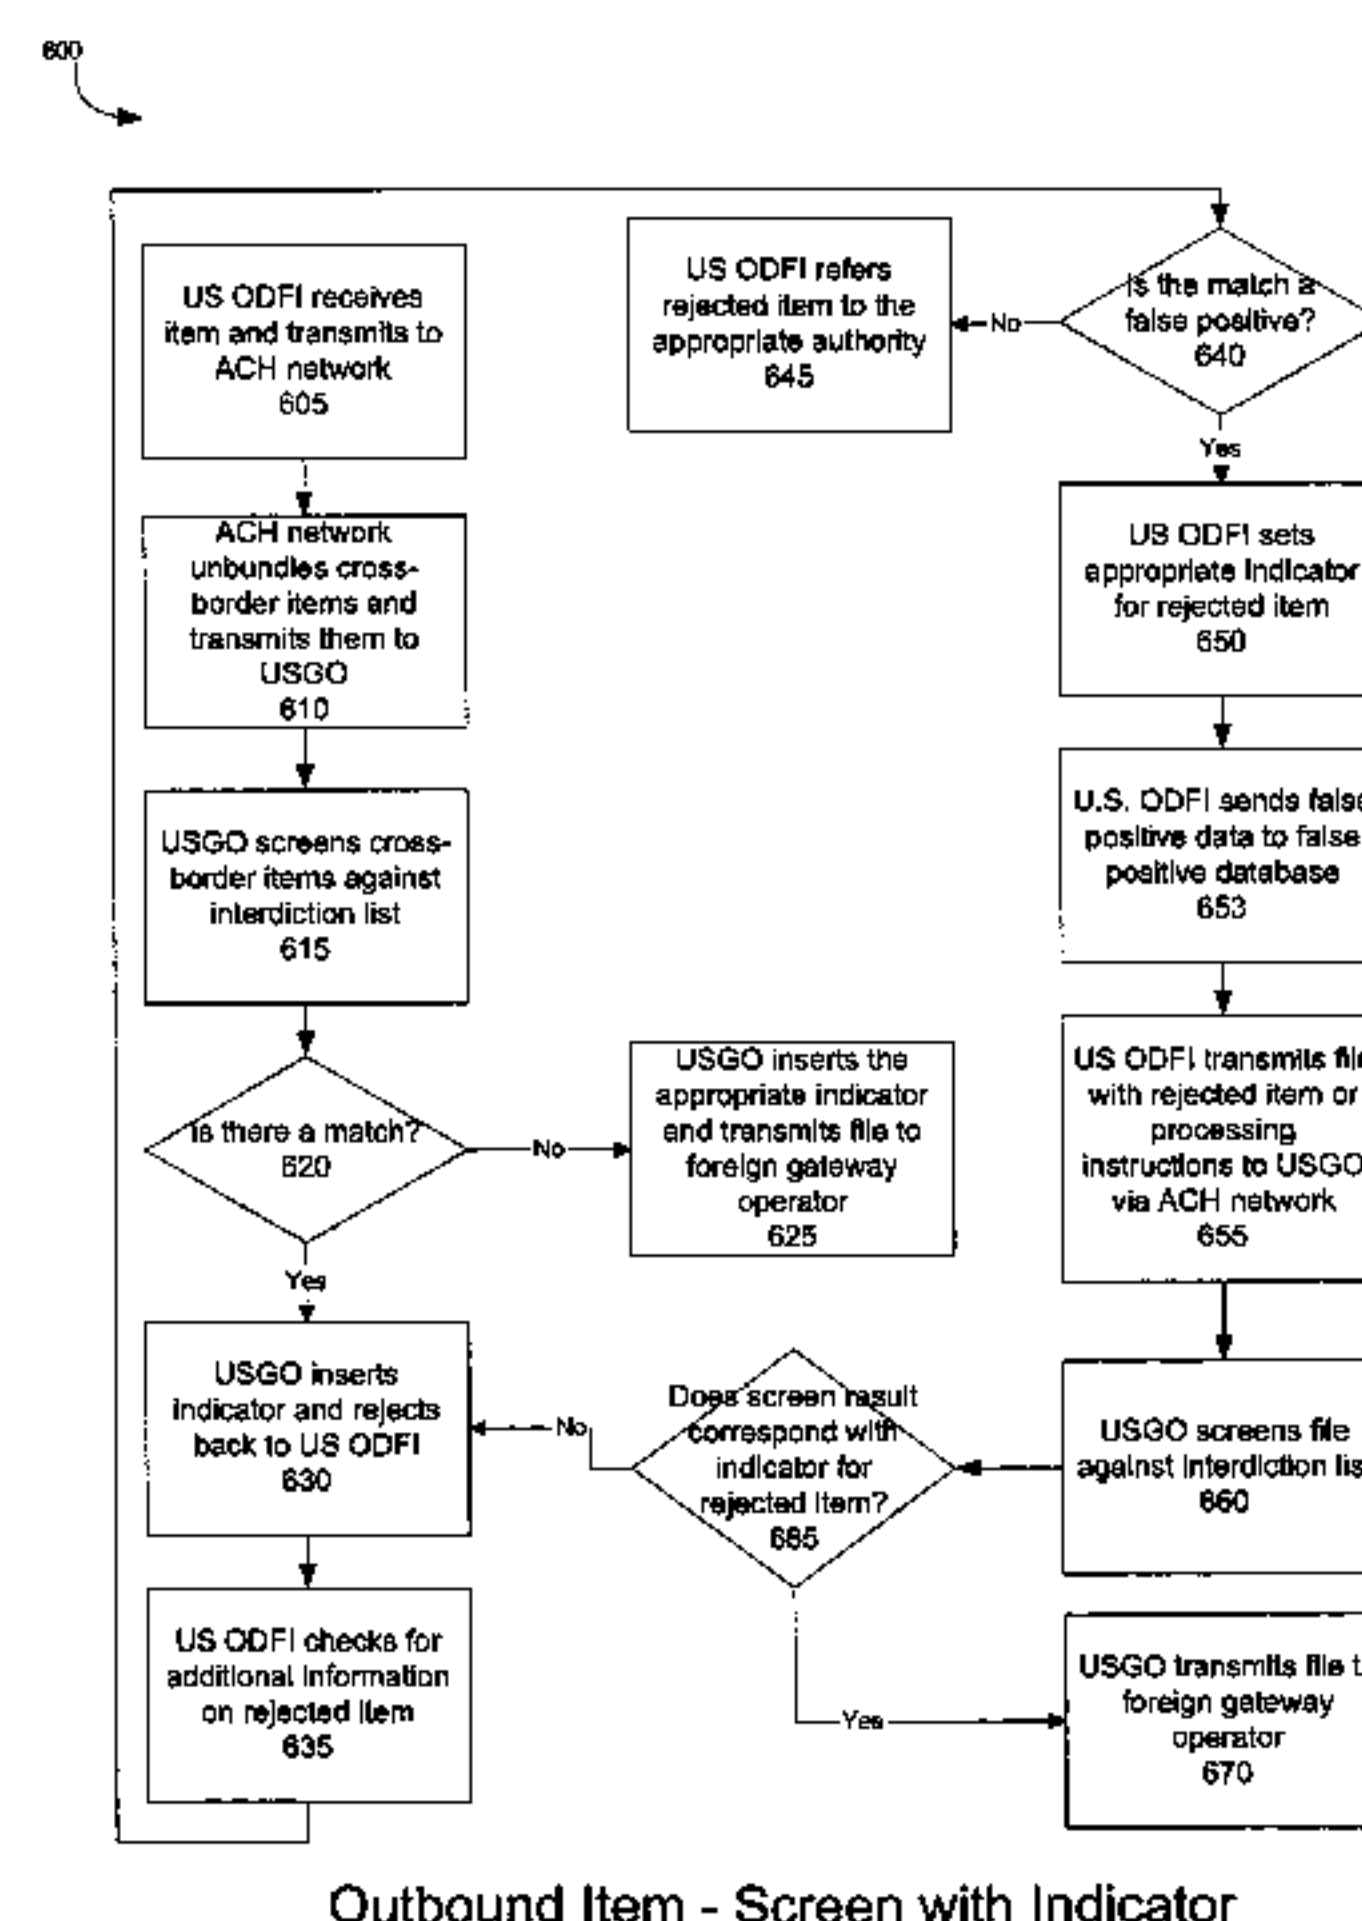 600
US ODFI receives
item and transmits to
ACH network
605
ACH network
unbundles cross-
border items and
transmits them to
USGO
610
USGO screens cross-
border items against
interdiction list
615
Is there a match?
620
No
Yes
USGO inserts the
appropriate indicator
and transmits file to
foreign gateway
operator
625
USGO inserts
indicator and rejects
back to US ODFI
630
US ODFI checks for
additional information
on rejected item
635
Is the match a
false positive?
640
No
Yes
US ODFI refers
rejected item to the
appropriate authority
645
US ODFI sets
appropriate indicator
for rejected item
650
U.S. ODFI sends false
positive data to false
positive database
653
US ODFI transmits file
with rejected item or
processing
instructions to USGO
via ACH network
655
USGO screens file
against interdiction lis
660
Does screen result
correspond with
indicator for
rejected item?
665
No
Yes
USGO transmits file t
foreign gateway
operator
670
Outbound Item - Screen with Indicator